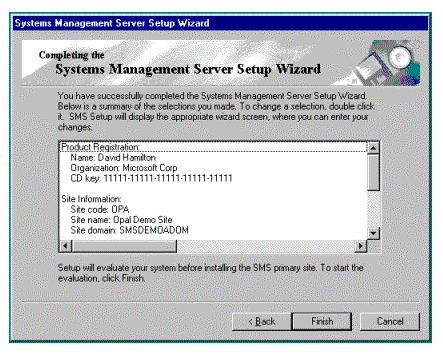 Systems Management Server Setup Wizard
Completing the
Systems Management Server Setup Wizard
You have successfully completed the Systems Management Server Setup Wizard.
Below is a summary of the selections you made. To change a selection, double click
it. SMS Setup will display the appropriate wizard screen, where you can enter your
changes.
Product Registration:
Name: David Hamilton
Organization: Microsoft Corp
CD key: 11111-11111-11111-11111-11111
Site Information:
Site code: OPA
Site name: Opal Demo Site
Site domain: SMSDEMOADOM
Setup will evaluate your system before installing the SMS primary site. To start the
evaluation, click Finish.
< Back
Finish
Cancel